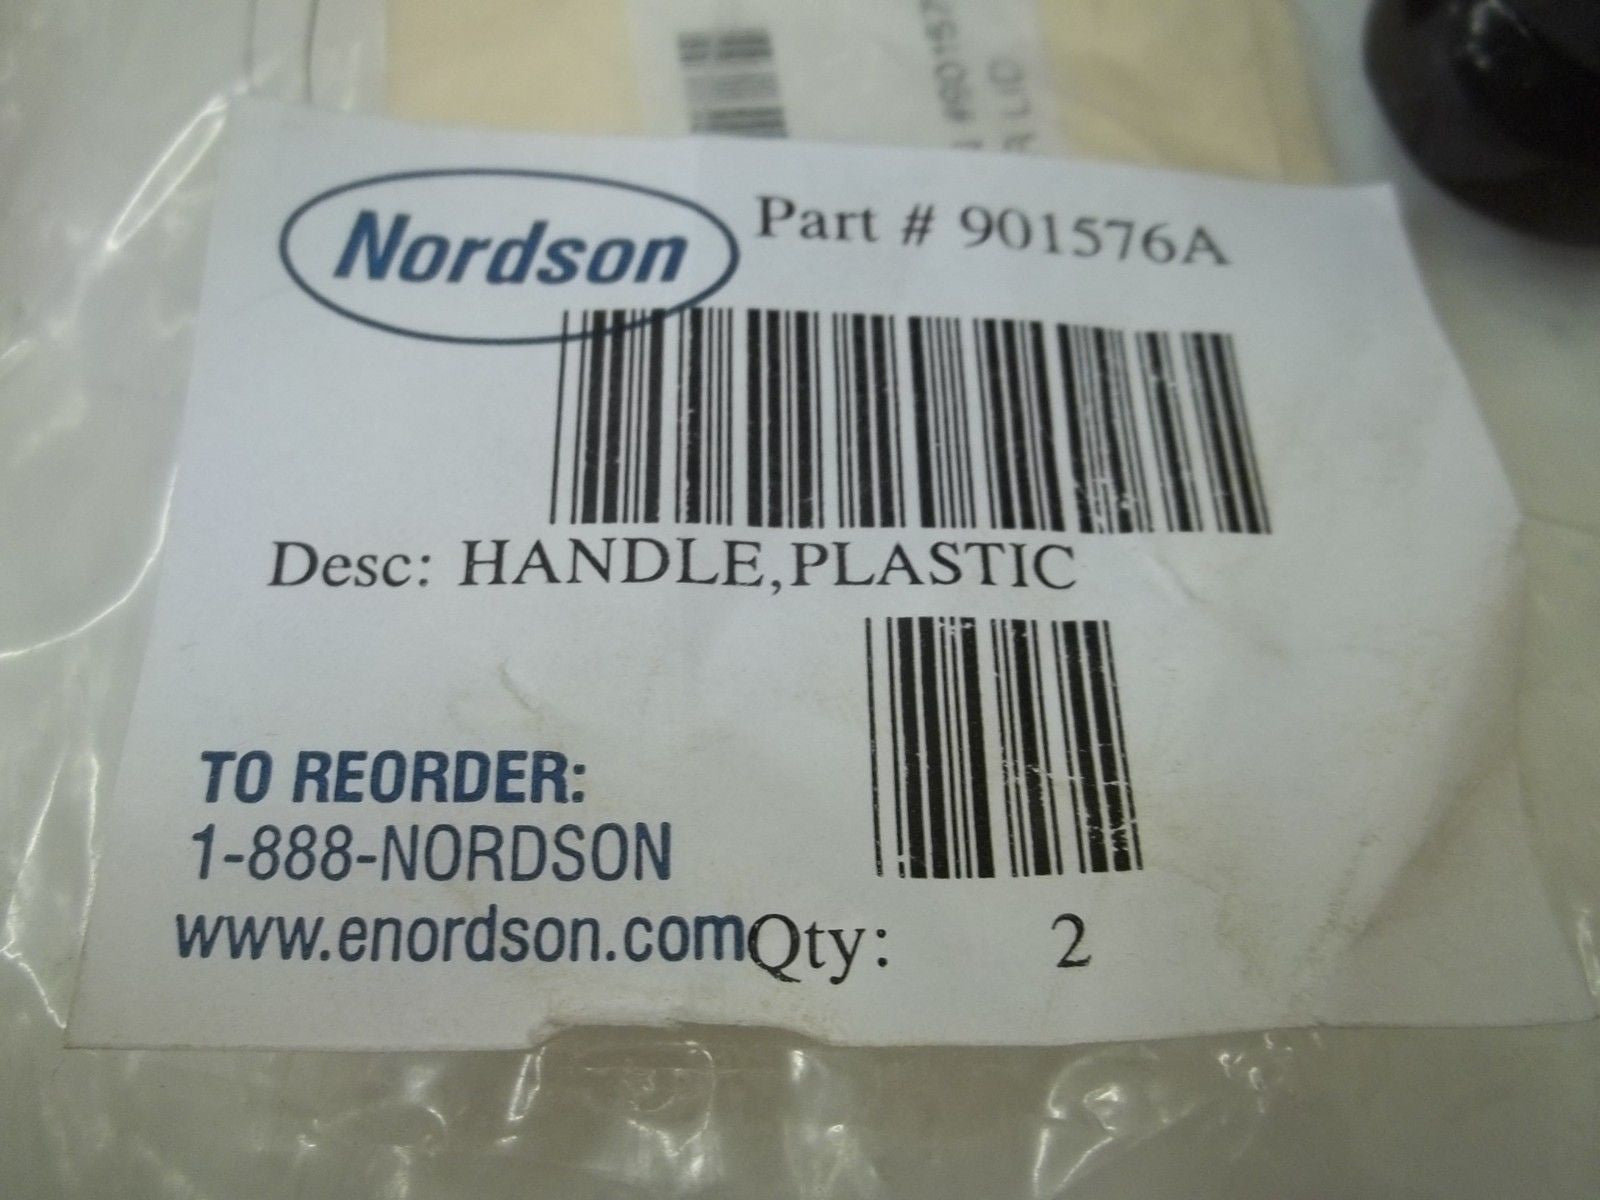 Nordson
Part # 901576A
Desc: HANDLE,PLASTIC
TO REORDER:
1-888-NORDSON
www.enordson.com
Qty: 2